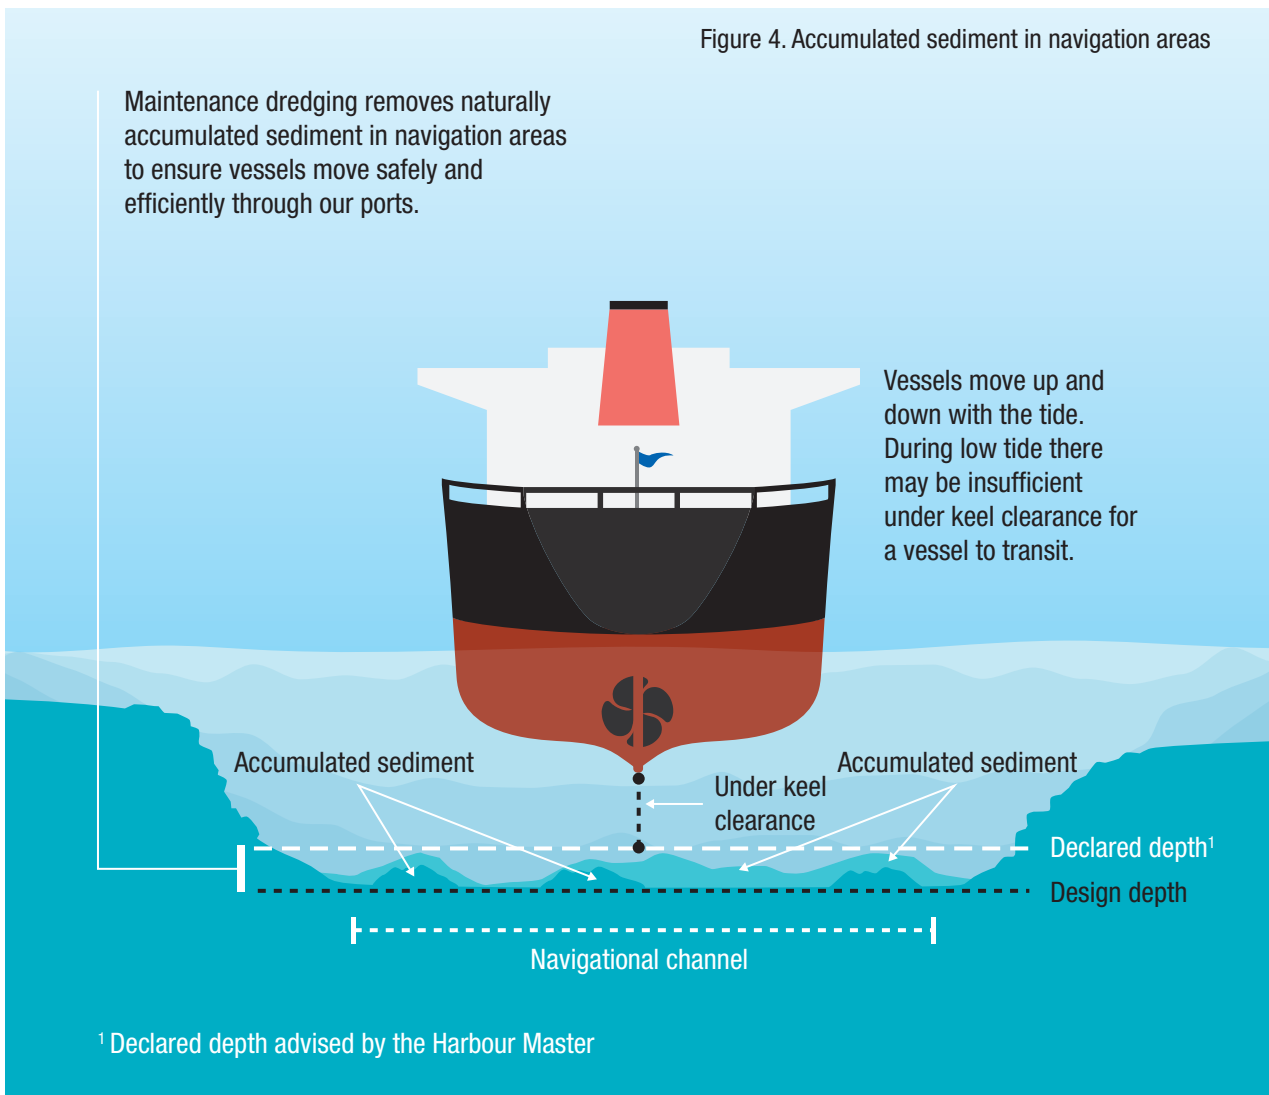 Figure 4. Accumulated sediment in navigation areas
Maintenance dredging removes naturally
accumulated sediment in navigation areas
to ensure vessels move safely and
efficiently through our ports.
Vessels move up and
down with the tide.
During low tide there
may be insufficient
under keel clearance for
a vessel to transit.
Accumulated sediment
Accumulated sediment
Under keel
clearance
Declared depth¹
Design depth
Navigational channel
¹ Declared depth advised by the Harbour Master